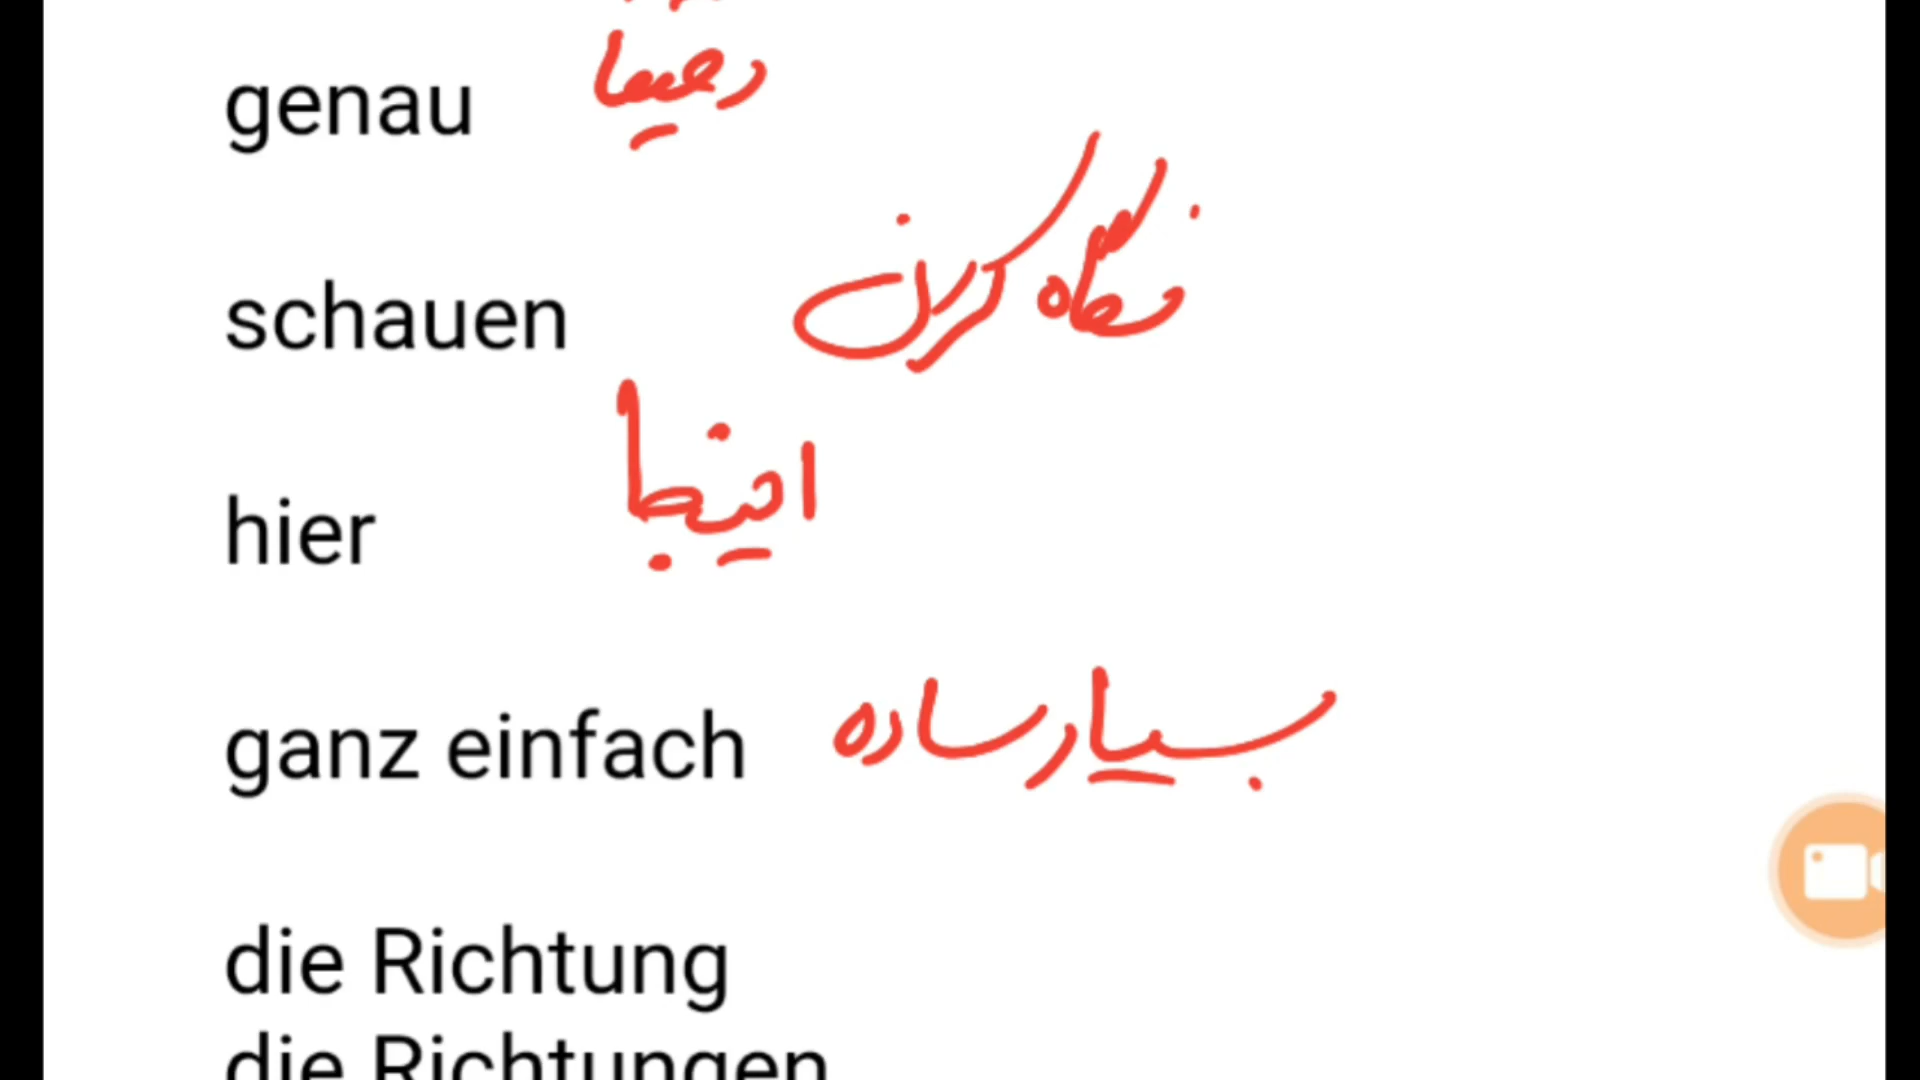 genau دقیقا
schauen نگاه کردن
hier اینجا
ganz einfach بسیار ساده
die Richtung
die Richtungen